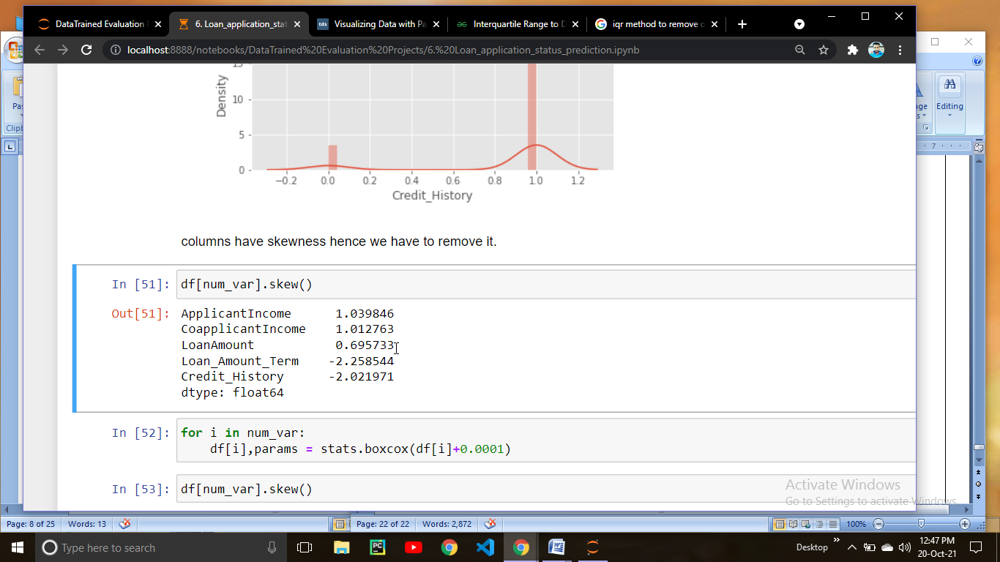 DataTrained Evaluation
6. Loan_application_stat
tds Visualizing Data with Pa
Interquartile Range to D
iqr method to remove o
localhost:8888/notebooks/DataTrained%20Evaluation%20Projects/6.%20Loan_application_status_prediction.ipynb
Pas
Clipb
Editing
7
15
10
5
0
Density
−0.2 0.0 0.2 0.4 0.6 0.8 1.0 1.2
Credit_History
columns have skewness hence we have to remove it.
In [51]: df[num_var].skew()
Out[51]: ApplicantIncome 1.039846
CoapplicantIncome 1.012763
LoanAmount 0.695733
Loan_Amount_Term -2.258544
Credit_History -2.021971
dtype: float64
In [52]: for i in num_var:
df[i],params = stats.boxcox(df[i]+0.0001)
In [53]: df[num_var].skew()
Activate Windows
Go to Settings to activate Windows.
Page: 8 of 25 Words: 13 Page: 22 of 22 Words: 2,872 100%
Type here to search
Desktop
12:47 PM
20-Oct-21